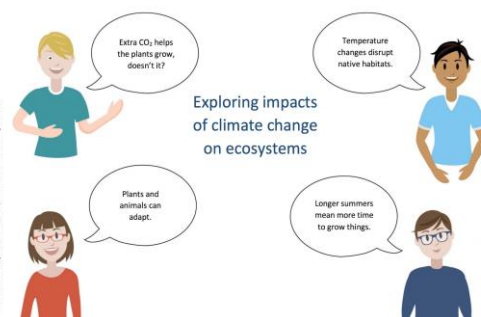 Extra CO₂ helps
the plants grow,
doesn't it?
Temperature
changes disrupt
native habitats.
Exploring impacts
of climate change
on ecosystems
Plants and
animals can
adapt.
Longer summers
mean more time
to grow things.